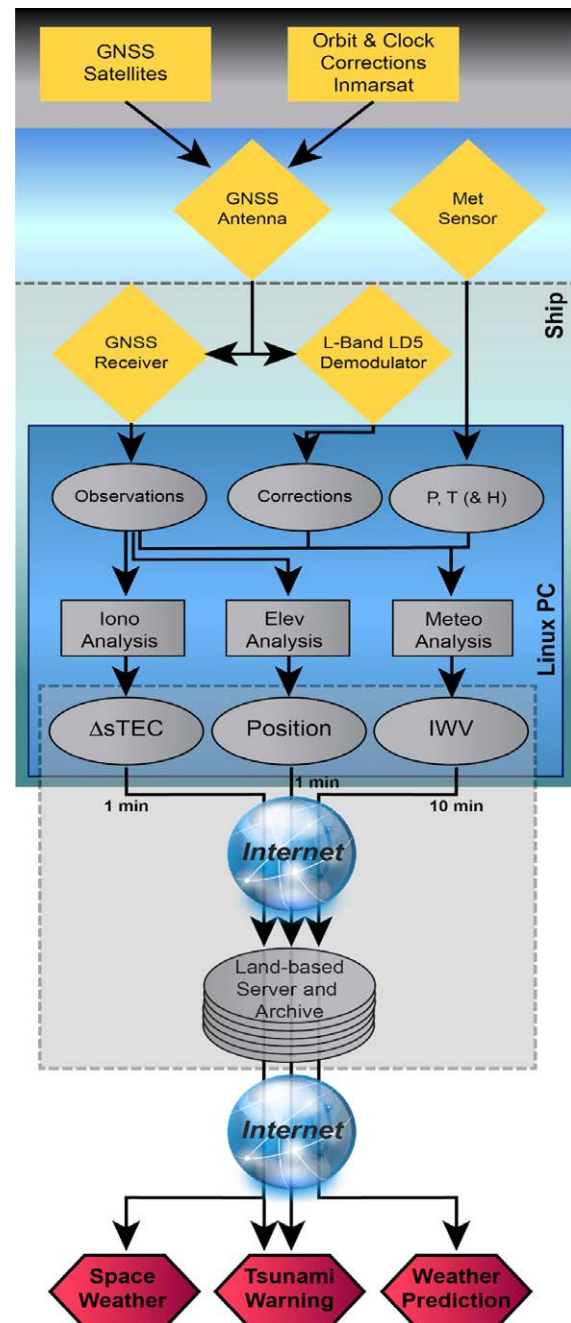 GNSS
Satellites
Orbit & Clock
Corrections
Inmarsat
GNSS
Antenna
Met
Sensor
Ship
GNSS
Receiver
L-Band LD5
Demodulator
Linux PC
Observations
Corrections
P, T (& H)
Iono
Analysis
Elev
Analysis
Meteo
Analysis
ΔsTEC
Position
IWV
1 min
1 min
10 min
Internet
Land-based
Server and
Archive
Internet
Space
Weather
Tsunami
Warning
Weather
Prediction